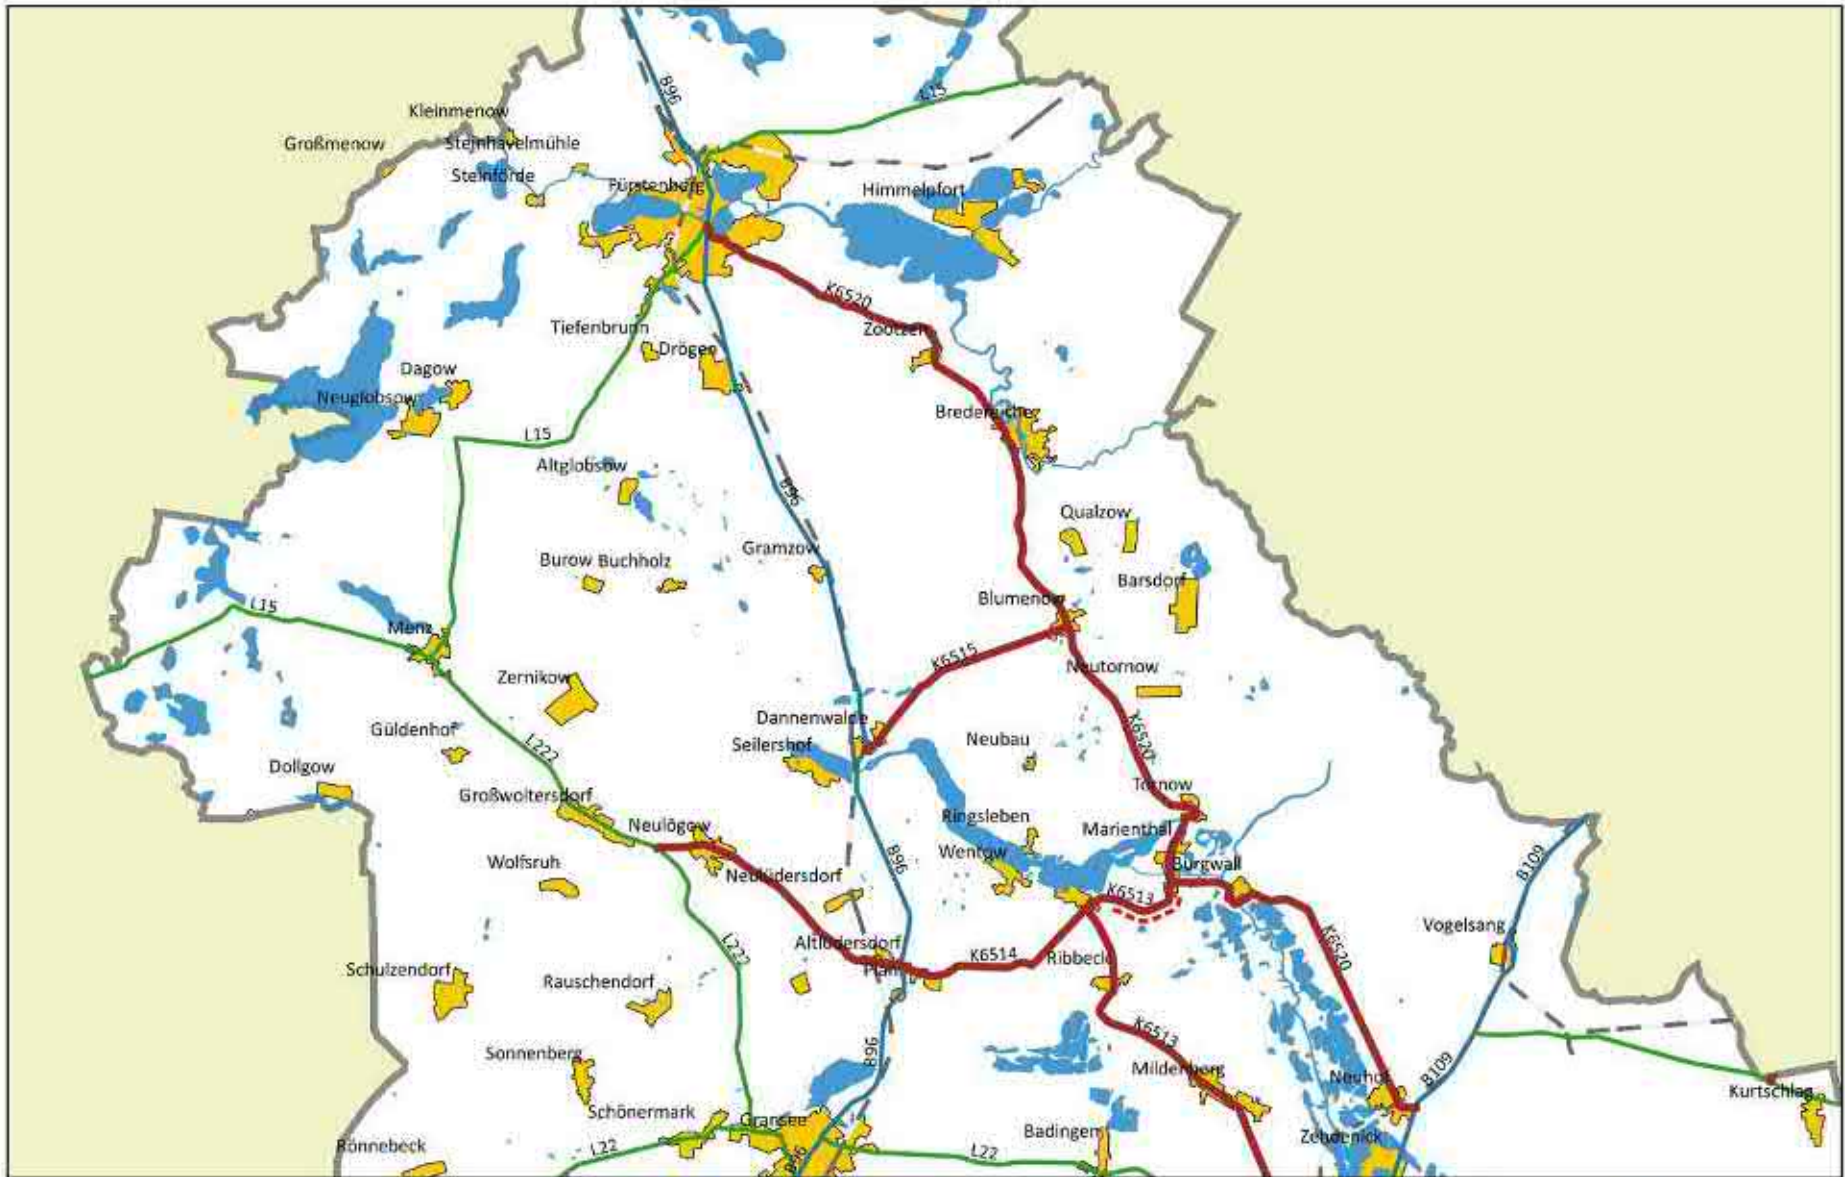 B96
L15
Kleinmenow
Großmenow
Steinhavelmühle
Steinförde
Fürstenberg
Himmelpfort
K6520
Zootzen
Tiefenbrunn
Drögen
Dagow
Neuglobsow
Bredereiche
L15
Altglobsow
B96
Qualzow
Gramzow
Burow
Buchholz
Barsdorf
Blumenow
L15
Menz
K6515
Neutornow
Zernikow
Dannenwalde
K6520
Güldenhof
L222
Seilershof
Neubau
Dollgow
Tornow
Großwoltersdorf
Neulögow
Ringsleben
Marienthal
Wolfsruh
B96
Wentow
Burgwall
B109
Neulüdersdorf
K6513
Vogelsang
L222
Altlüdersdorf
K6514
Ribbeck
K6520
Schulzendorf
Rauschendorf
K6513
Sonnenberg
B96
Mildenberg
Neuhof
B109
Kurtschlag
Schönermark
Gransee
Badingen
Zehdenick
Rönnebeck
L22
B96
L22